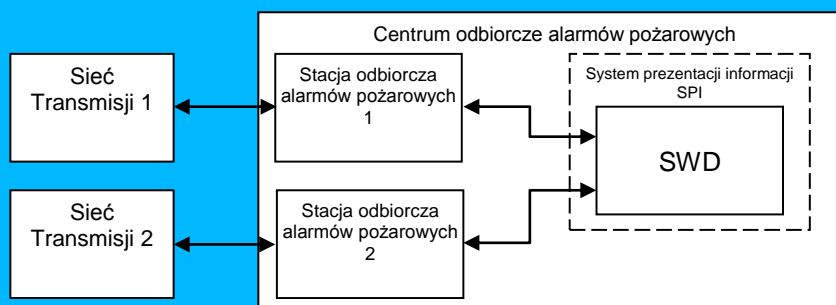 Centrum odbiorcze alarmów pożarowych
Sieć
Transmisji 1
Stacja odbiorcza
alarmów pożarowych
1
System prezentacji informacji
SPI
SWD
Sieć
Transmisji 2
Stacja odbiorcza
alarmów pożarowych
2